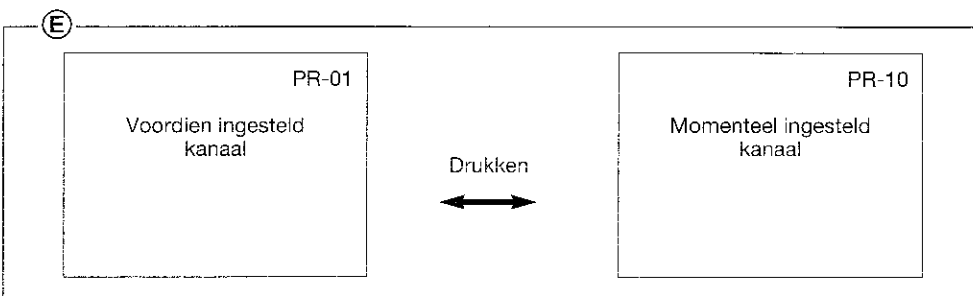 E
PR-01
Voordien ingesteld
kanaal
Drukken
PR-10
Momenteel ingesteld
kanaal